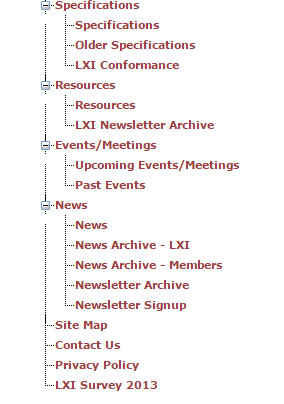 Specifications
Specifications
Older Specifications
LXI Conformance
Resources
Resources
LXI Newsletter Archive
Events/Meetings
Upcoming Events/Meetings
Past Events
News
News
News Archive - LXI
News Archive - Members
Newsletter Archive
Newsletter Signup
Site Map
Contact Us
Privacy Policy
LXI Survey 2013